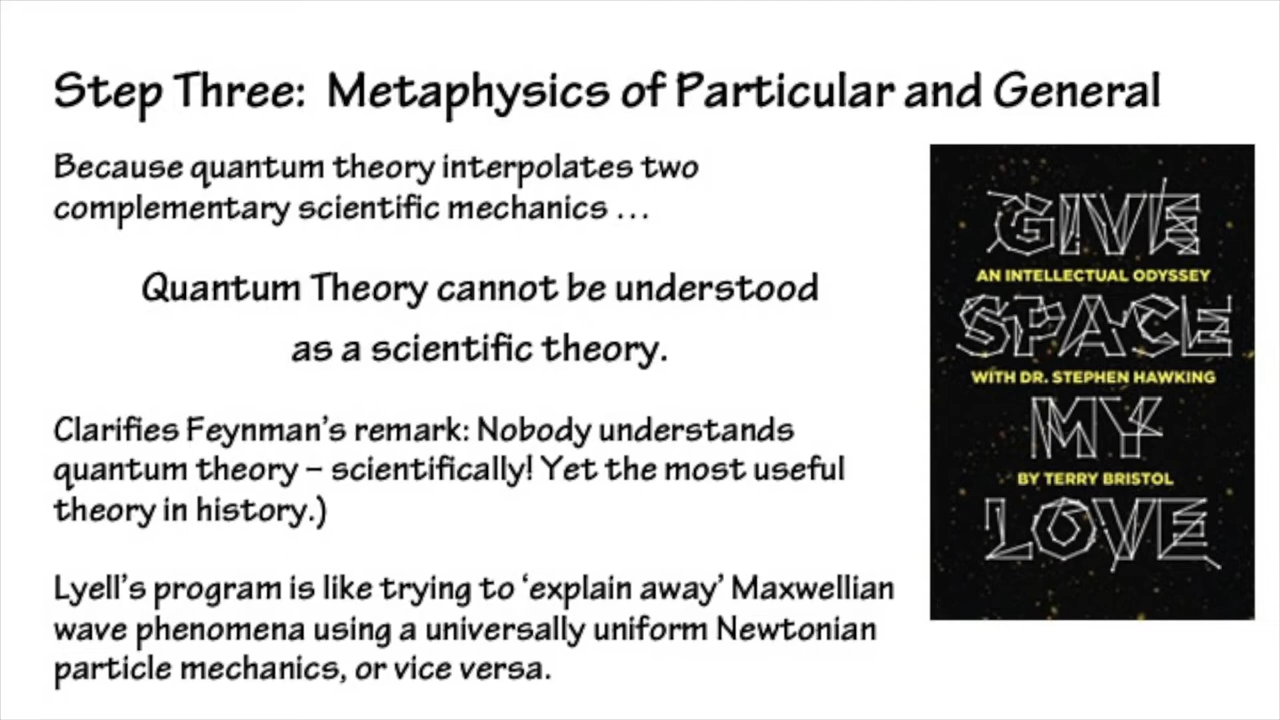 Step Three: Metaphysics of Particular and General
Because quantum theory interpolates two
complementary scientific mechanics ...
Quantum Theory cannot be understood
as a scientific theory.
Clarifies Feynman's remark: Nobody understands
quantum theory – scientifically! Yet the most useful
theory in history.)
Lyell's program is like trying to 'explain away' Maxwellian
wave phenomena using a universally uniform Newtonian
particle mechanics, or vice versa.
GIVE
AN INTELLECTUAL ODYSSEY
SPACE
WITH DR. STEPHEN HAWKING
MY
BY TERRY BRISTOL
LOVE